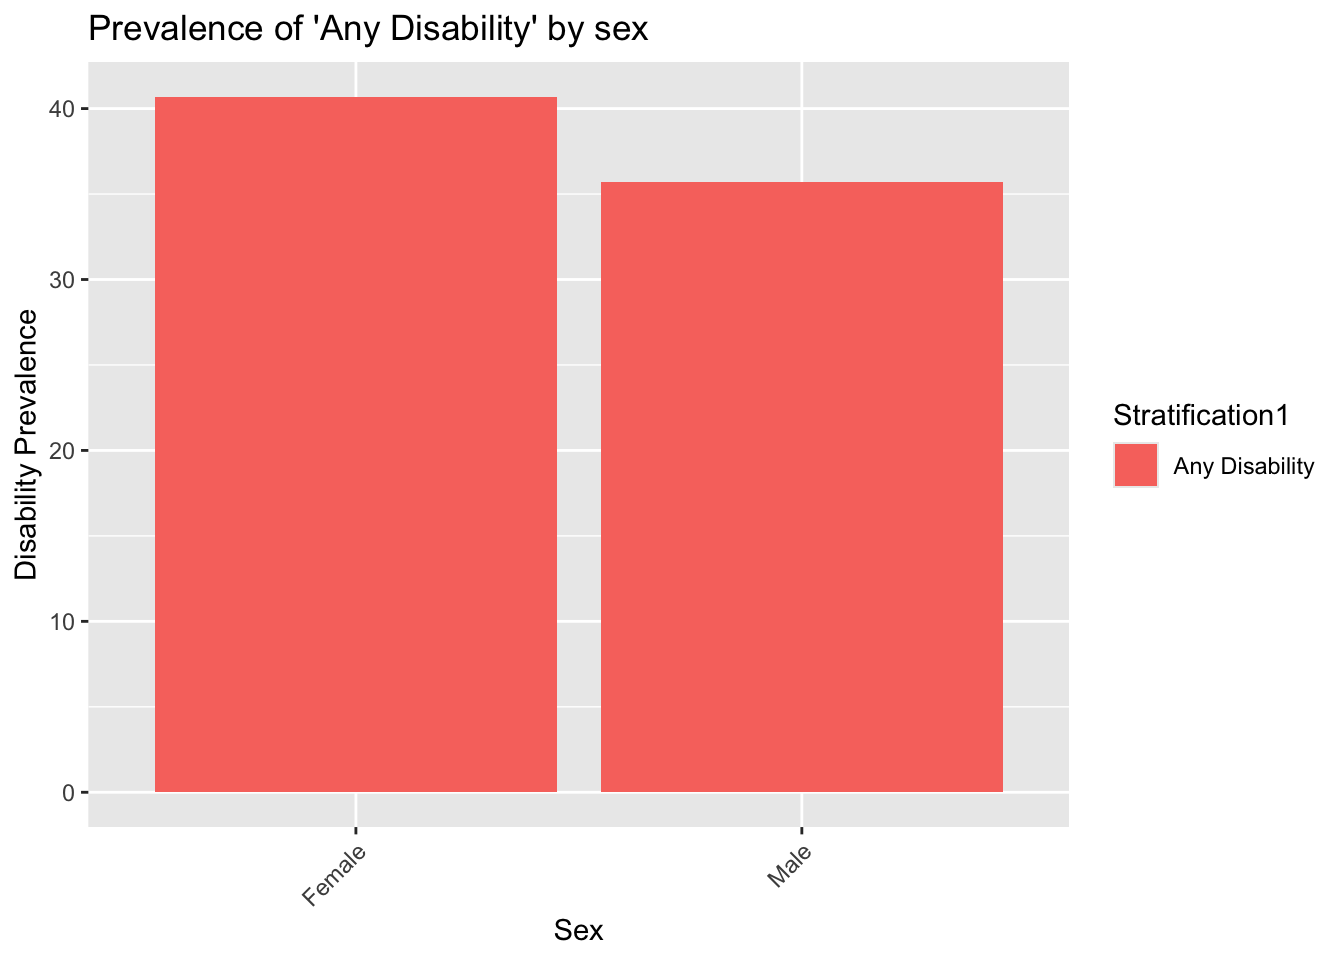 Prevalence of 'Any Disability' by sex
Disability Prevalence
40
30
20
10
0
Female
Male
Sex
Stratification1
Any Disability